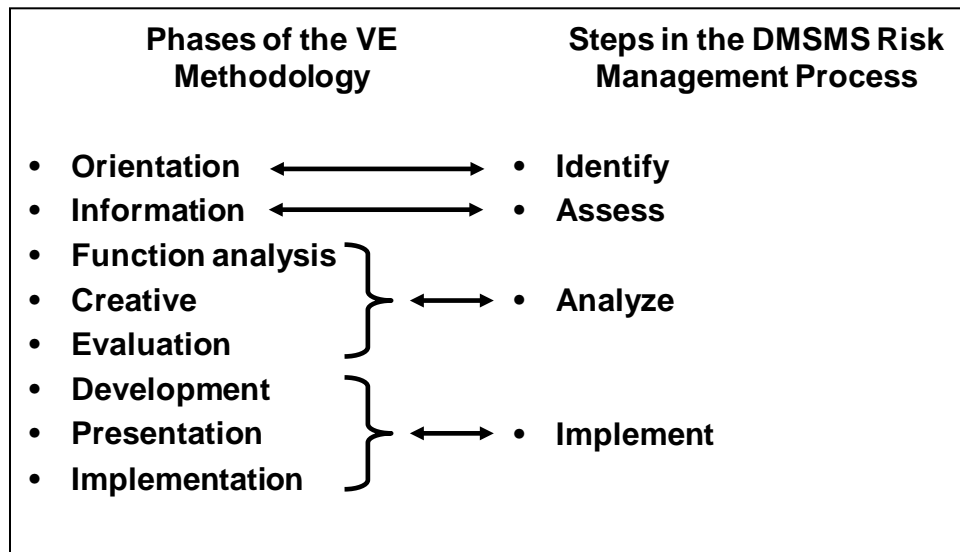 Phases of the VE
Methodology
Steps in the DMSMS Risk
Management Process
• Orientation
• Information
• Function analysis
• Creative
• Evaluation
• Development
• Presentation
• Implementation
• Identify
• Assess
• Analyze
• Implement